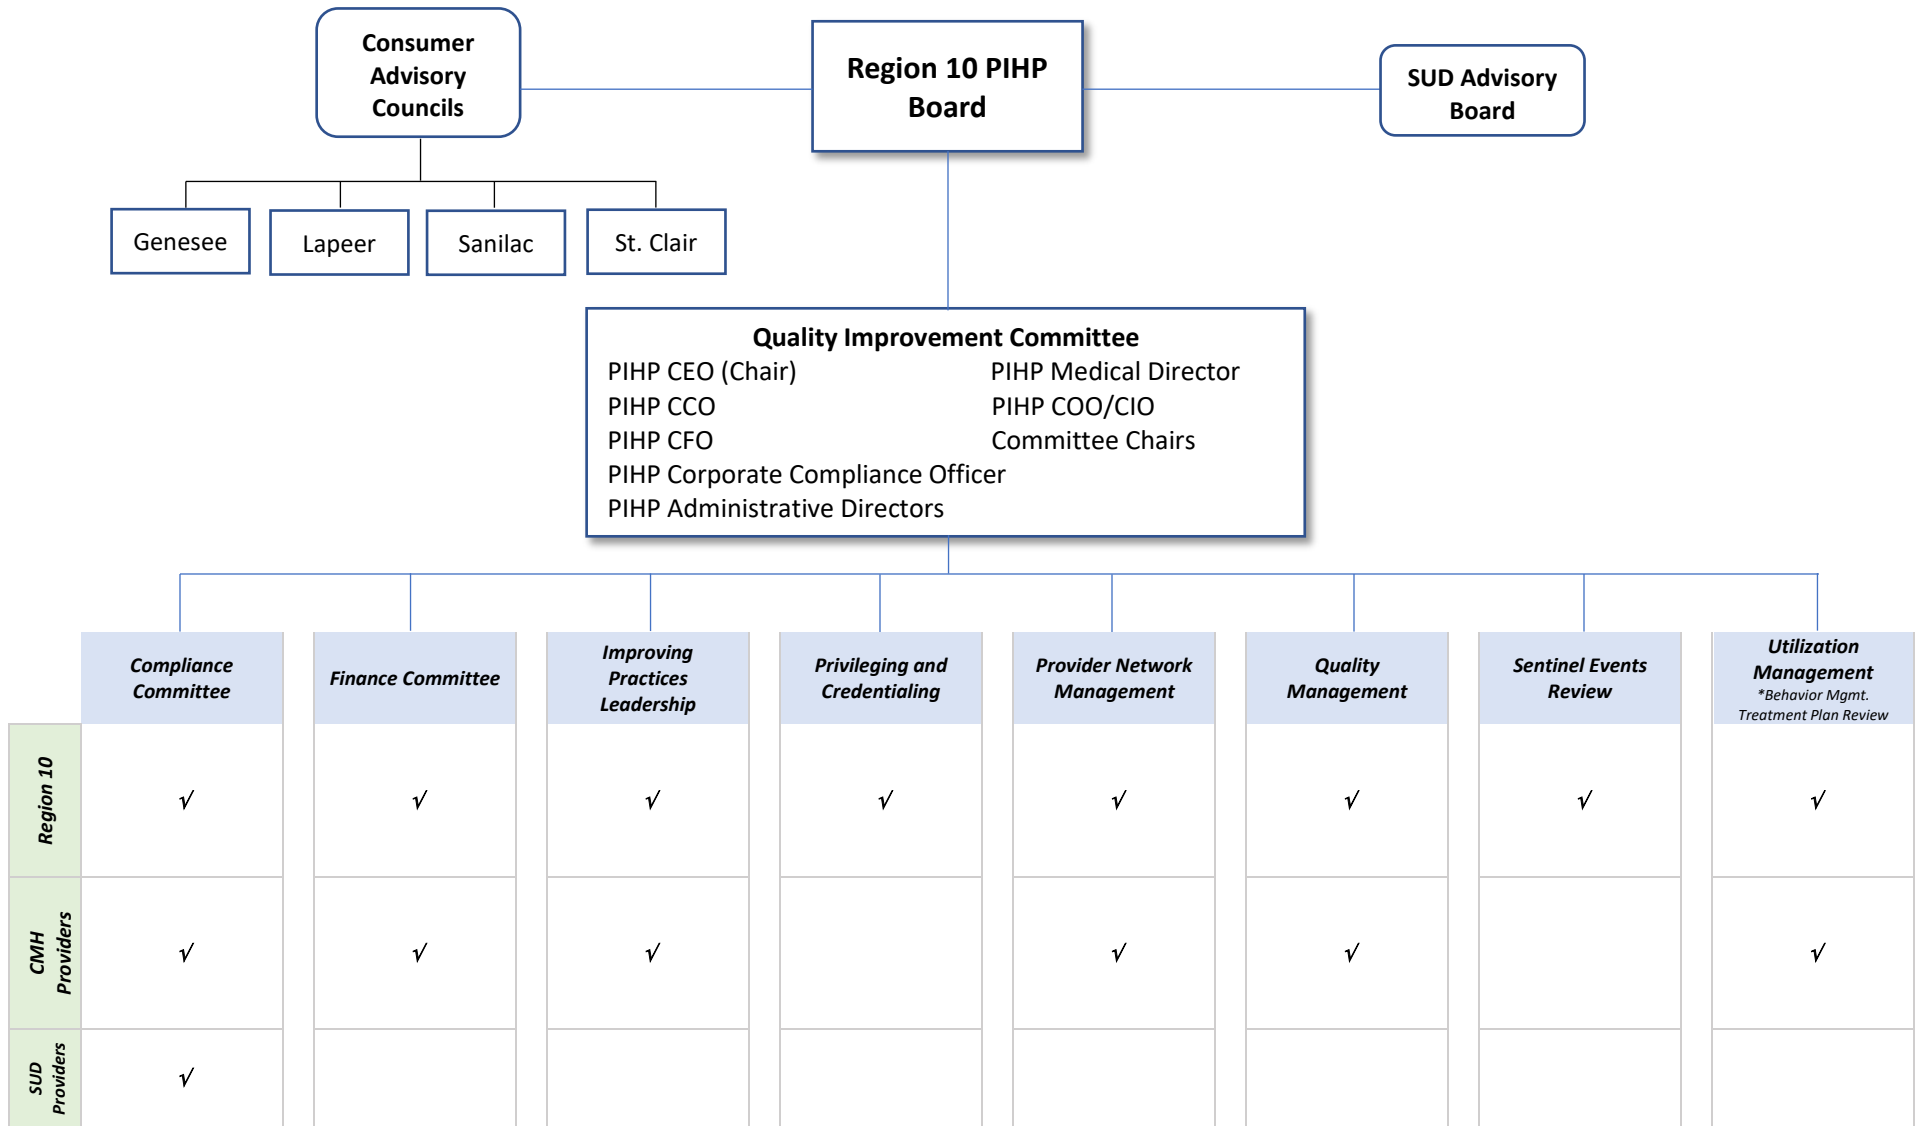 Consumer
Advisory
Councils
Region 10 PIHP
Board
SUD Advisory
Board
Genesee
Lapeer
Sanilac
St. Clair
Quality Improvement Committee
PIHP CEO (Chair) PIHP Medical Director
PIHP CCO PIHP COO/CIO
PIHP CFO Committee Chairs
PIHP Corporate Compliance Officer
PIHP Administrative Directors
Compliance
Committee
Finance Committee
Improving
Practices
Leadership
Privileging and
Credentialing
Provider Network
Management
Quality
Management
Sentinel Events
Review
Utilization
Management
*Behavior Mgmt.
Treatment Plan Review
Region 10
√ √ √ √ √ √ √ √
CMH
Providers
√ √ √ √ √ √
SUD
Providers
√